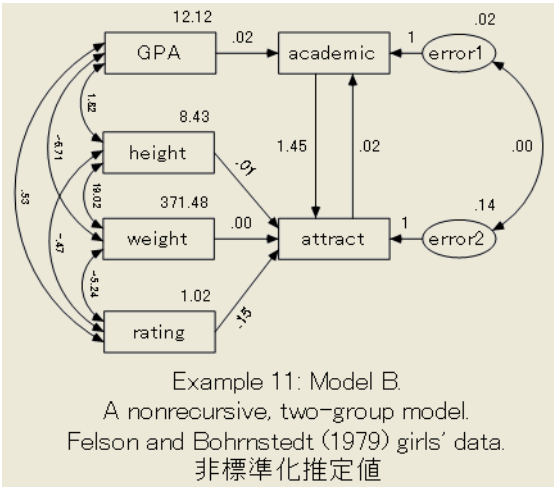 12.12
GPA
.02
academic
1
error1
.02
1.82
8.43
height
-.01
1.45
.02
.00
-6.71
.53
19.02
371.48
weight
.00
attract
1
error2
.14
-.47
-5.24
1.02
rating
.15
Example 11: Model B.
A nonrecursive, two-group model.
Felson and Bohrnstedt (1979) girls' data.
非標準化推定値